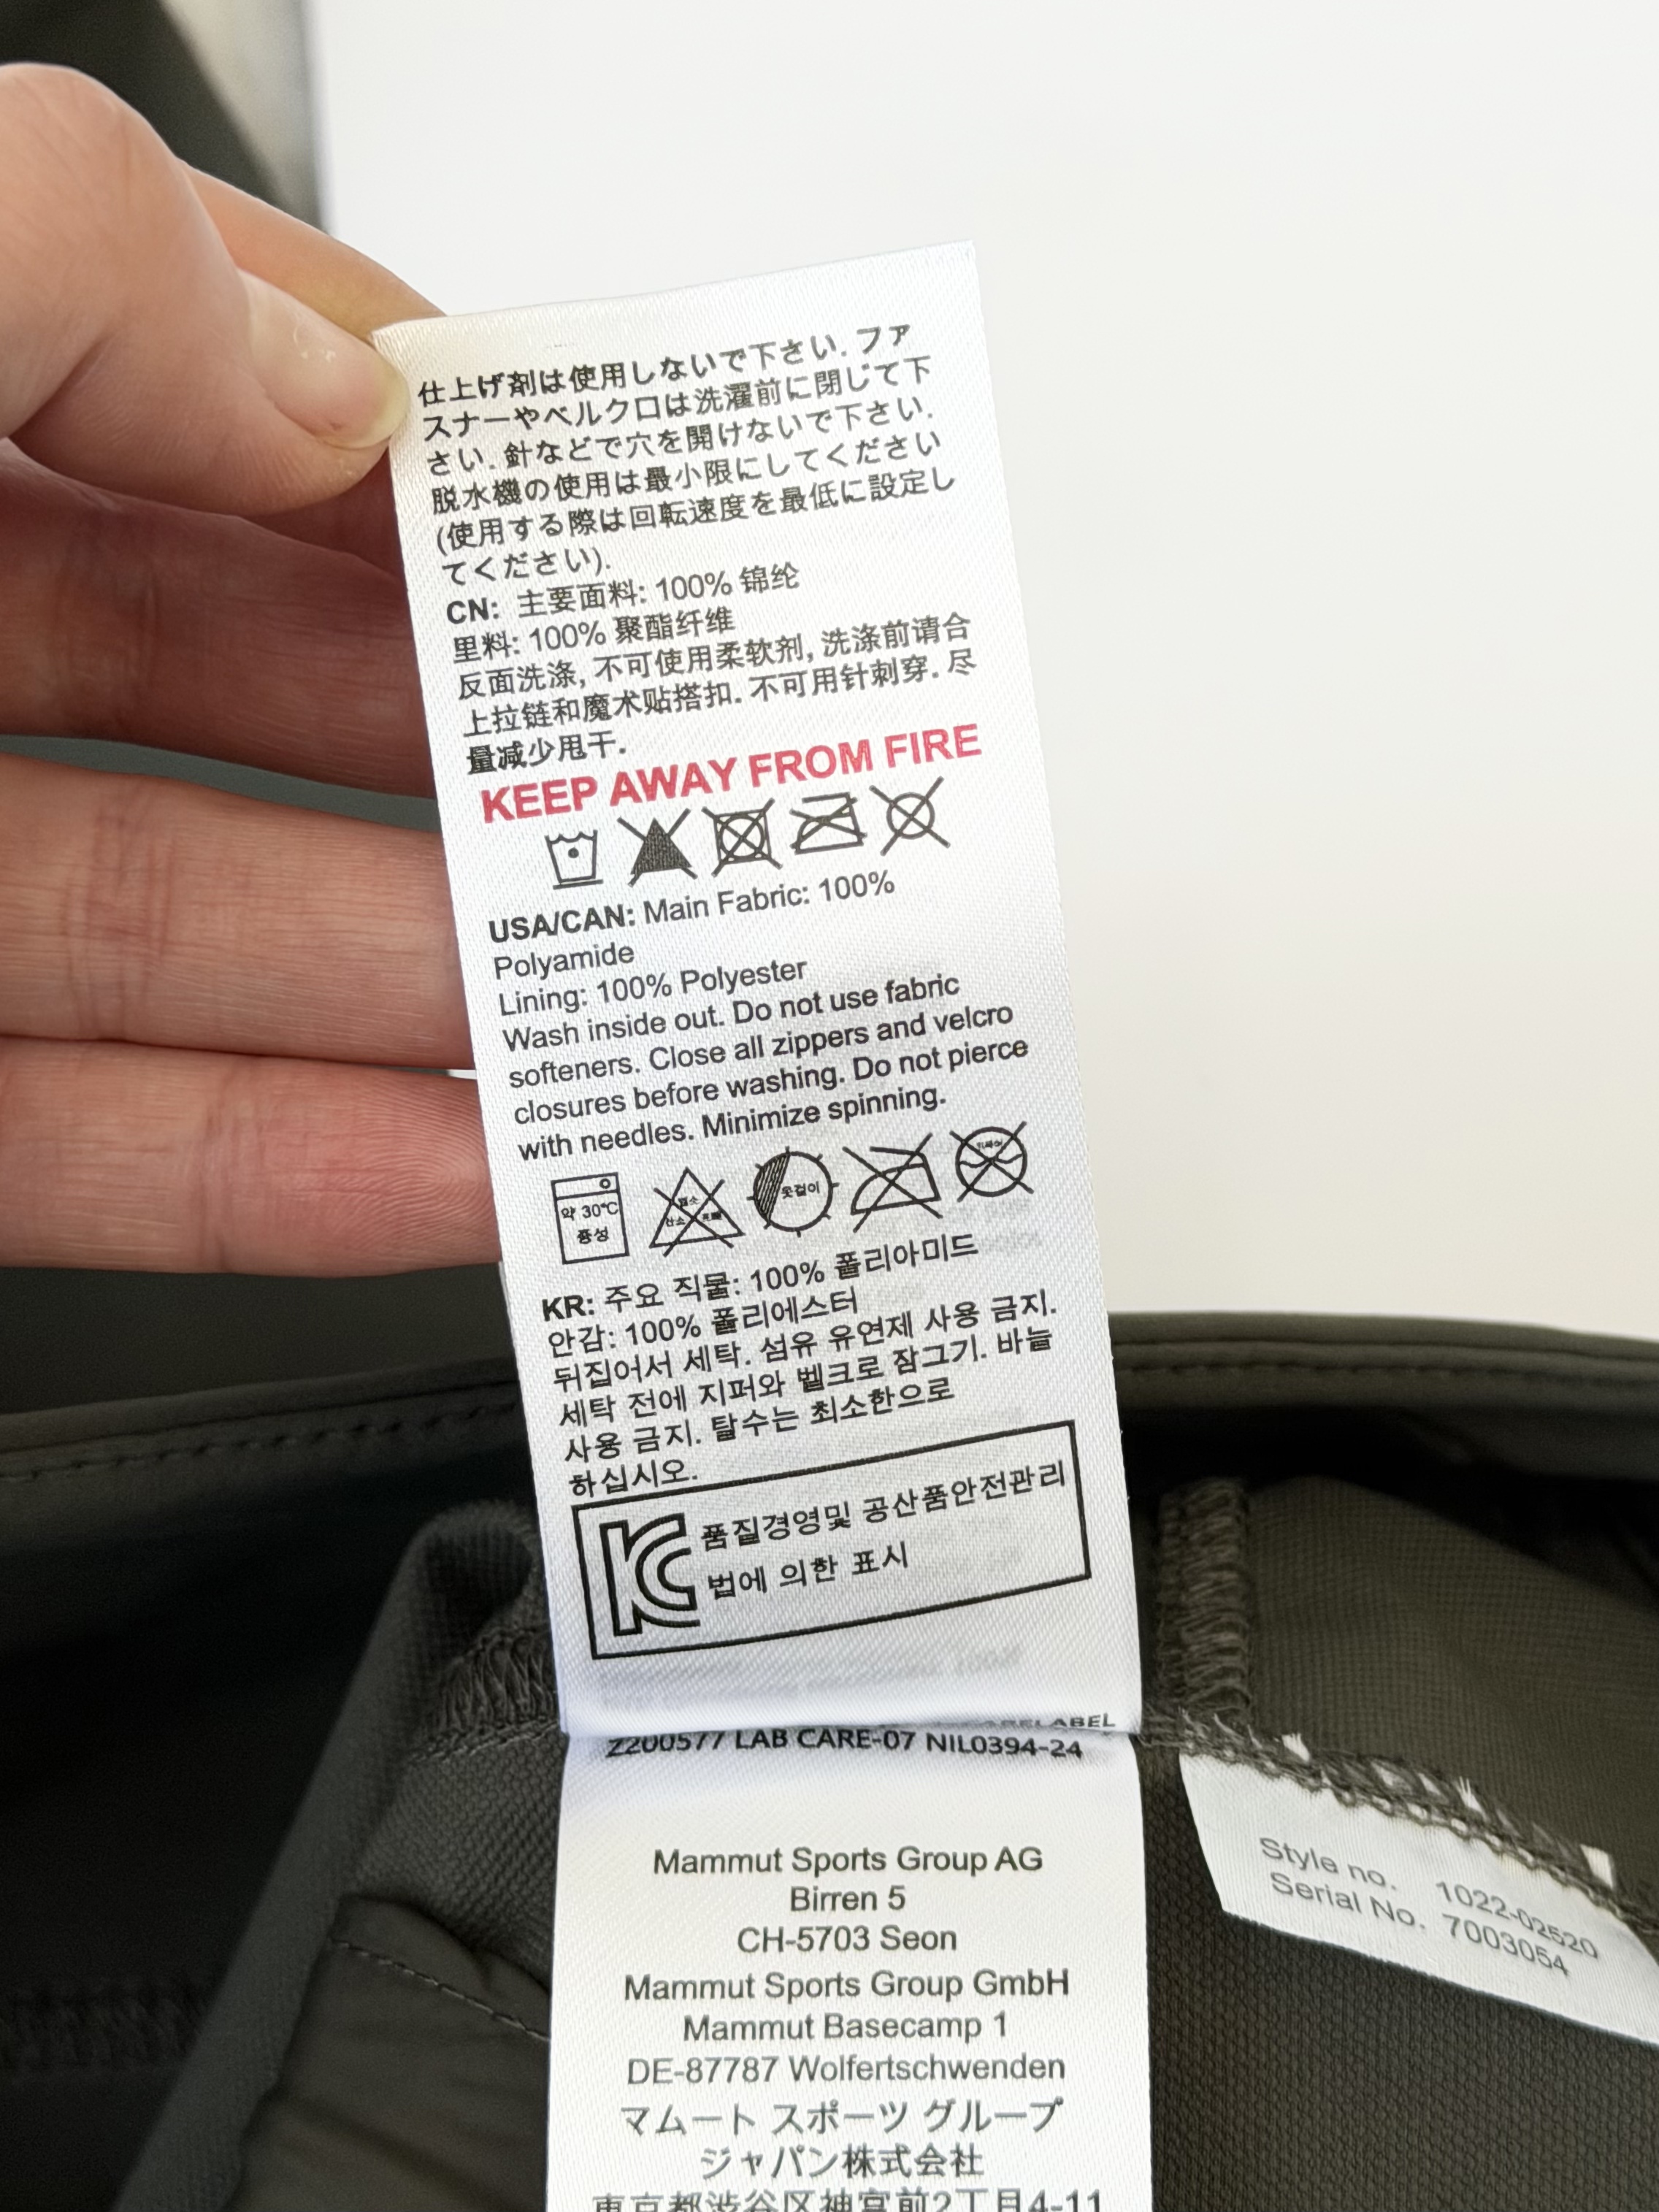 仕上げ剤は使用しないで下さい. ファ
スナーやベルクロは洗濯前に閉じて下
さい. 針などで穴を開けないで下さい.
脱水機の使用は最小限にしてください
(使用する際は回転速度を最低に設定し
てください).
CN: 主要面料: 100% 锦纶
里料: 100% 聚酯纤维
反面洗涤, 不可使用柔软剂, 洗涤前请合
上拉链和魔术贴搭扣. 不可用针刺穿. 尽
量减少甩干.
KEEP AWAY FROM FIRE
USA/CAN: Main Fabric: 100%
Polyamide
Lining: 100% Polyester
Wash inside out. Do not use fabric
softeners. Close all zippers and velcro
closures before washing. Do not pierce
with needles. Minimize spinning.
약 30℃
중성
옷걸이
KR: 주요 직물: 100% 폴리아미드
안감: 100% 폴리에스터
뒤집어서 세탁. 섬유 유연제 사용 금지.
세탁 전에 지퍼와 벨크로 잠그기. 바늘
사용 금지. 탈수는 최소한으로
하십시오.
품질경영및 공산품안전관리
법에 의한 표시
Z200577 LAB CARE-07 NIL0394-24
Mammut Sports Group AG
Birren 5
CH-5703 Seon
Mammut Sports Group GmbH
Mammut Basecamp 1
DE-87787 Wolfertschwenden
マムート スポーツ グループ
ジャパン株式会社
東京都渋谷区神宮前2丁目4-11
Style no. 1022-02520
Serial No. 7003054